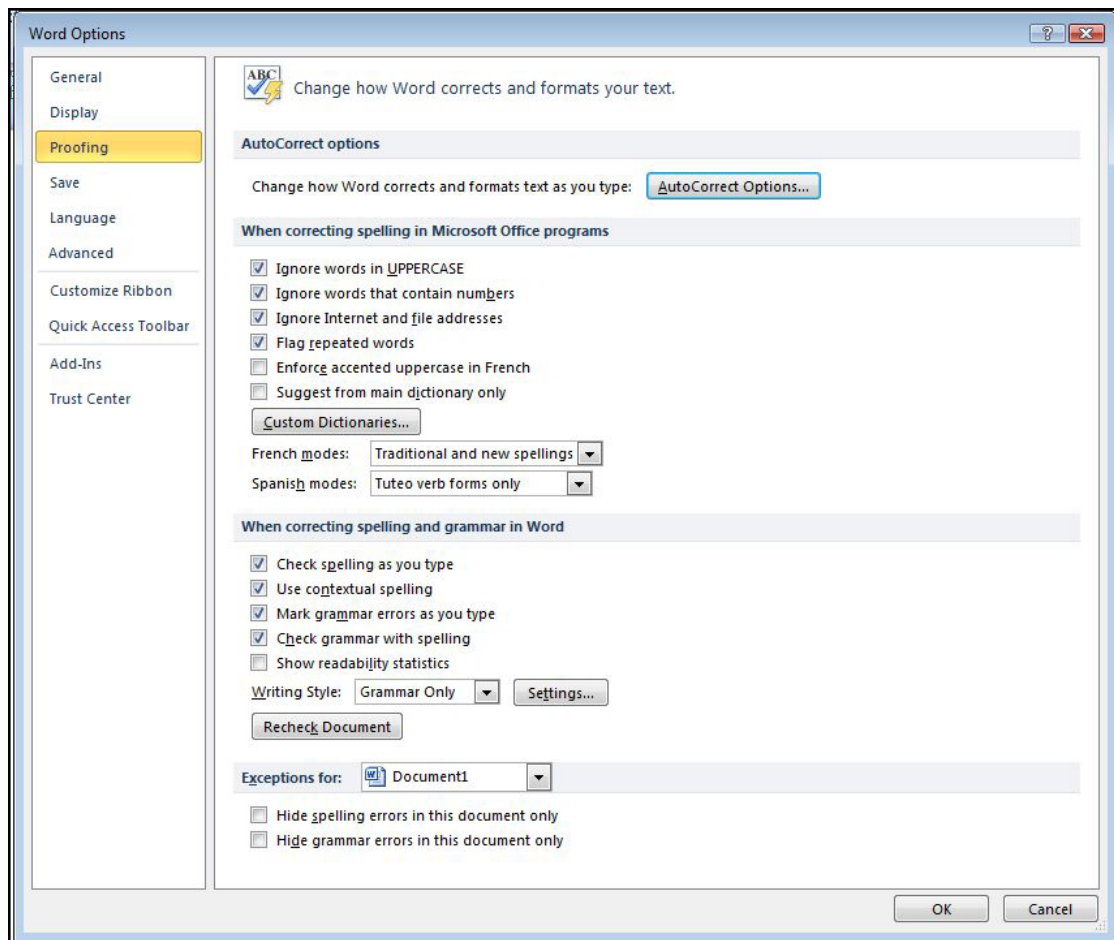 Word Options
General
Display
Proofing
Save
Language
Advanced
Customize Ribbon
Quick Access Toolbar
Add-Ins
Trust Center
ABC
Change how Word corrects and formats your text.
AutoCorrect options
Change how Word corrects and formats text as you type: AutoCorrect Options...
When correcting spelling in Microsoft Office programs
Ignore words in UPPERCASE
Ignore words that contain numbers
Ignore Internet and file addresses
Flag repeated words
Enforce accented uppercase in French
Suggest from main dictionary only
Custom Dictionaries...
French modes: Traditional and new spellings
Spanish modes: Tuteo verb forms only
When correcting spelling and grammar in Word
Check spelling as you type
Use contextual spelling
Mark grammar errors as you type
Check grammar with spelling
Show readability statistics
Writing Style: Grammar Only Settings...
Recheck Document
Exceptions for: Document1
Hide spelling errors in this document only
Hide grammar errors in this document only
OK Cancel